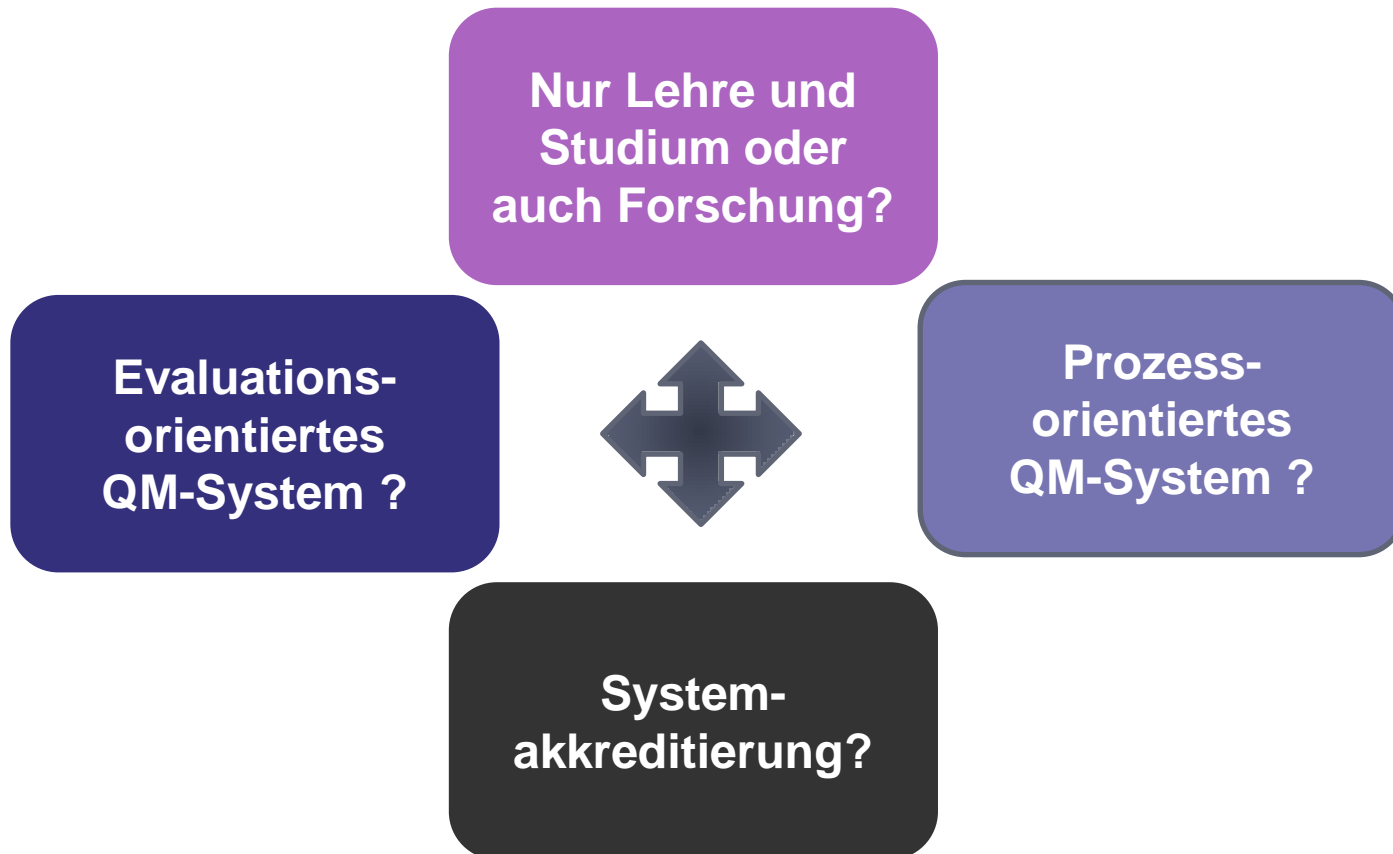 Nur Lehre und
Studium oder
auch Forschung?
Evaluations-
orientiertes
QM-System ?
Prozess-
orientiertes
QM-System ?
System-
akkreditierung?